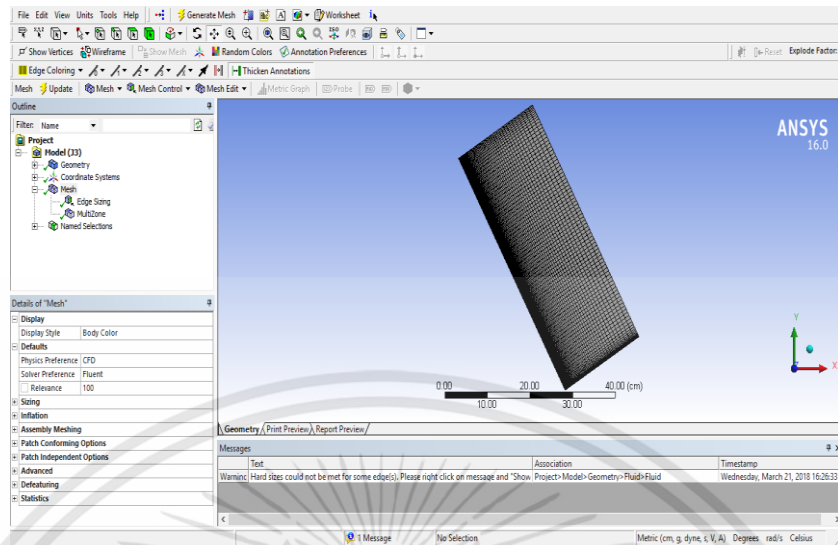 File Edit View Units Tools Help Generate Mesh A Worksheet
Show Vertices Wireframe Show Mesh Random Colors Annotation Preferences Reset Explode Factor:
Edge Coloring Thicken Annotations
Mesh Update Mesh Mesh Control Mesh Edit Metric Graph Probe
Outline
Filter: Name
Project
Model (J3)
Geometry
Coordinate Systems
Mesh
Edge Sizing
MultiZone
Named Selections
Details of "Mesh"
Display
Display Style Body Color
Defaults
Physics Preference CFD
Solver Preference Fluent
Relevance 100
Sizing
Inflation
Assembly Meshing
Patch Conforming Options
Patch Independent Options
Advanced
Defeaturing
Statistics
ANSYS
16.0
Y
X
0.00 20.00 40.00 (cm)
10.00 30.00
Geometry Print Preview Report Preview
Messages
Text Association Timestamp
Warninc Hard sizes could not be met for some edge(s). Please right click on message and "Show Project>Model>Geometry>Fluid>Fluid Wednesday, March 21, 2018 16:26:33
1 Message No Selection Metric (cm, g, dyne, s, V, A) Degrees rad/s Celsius